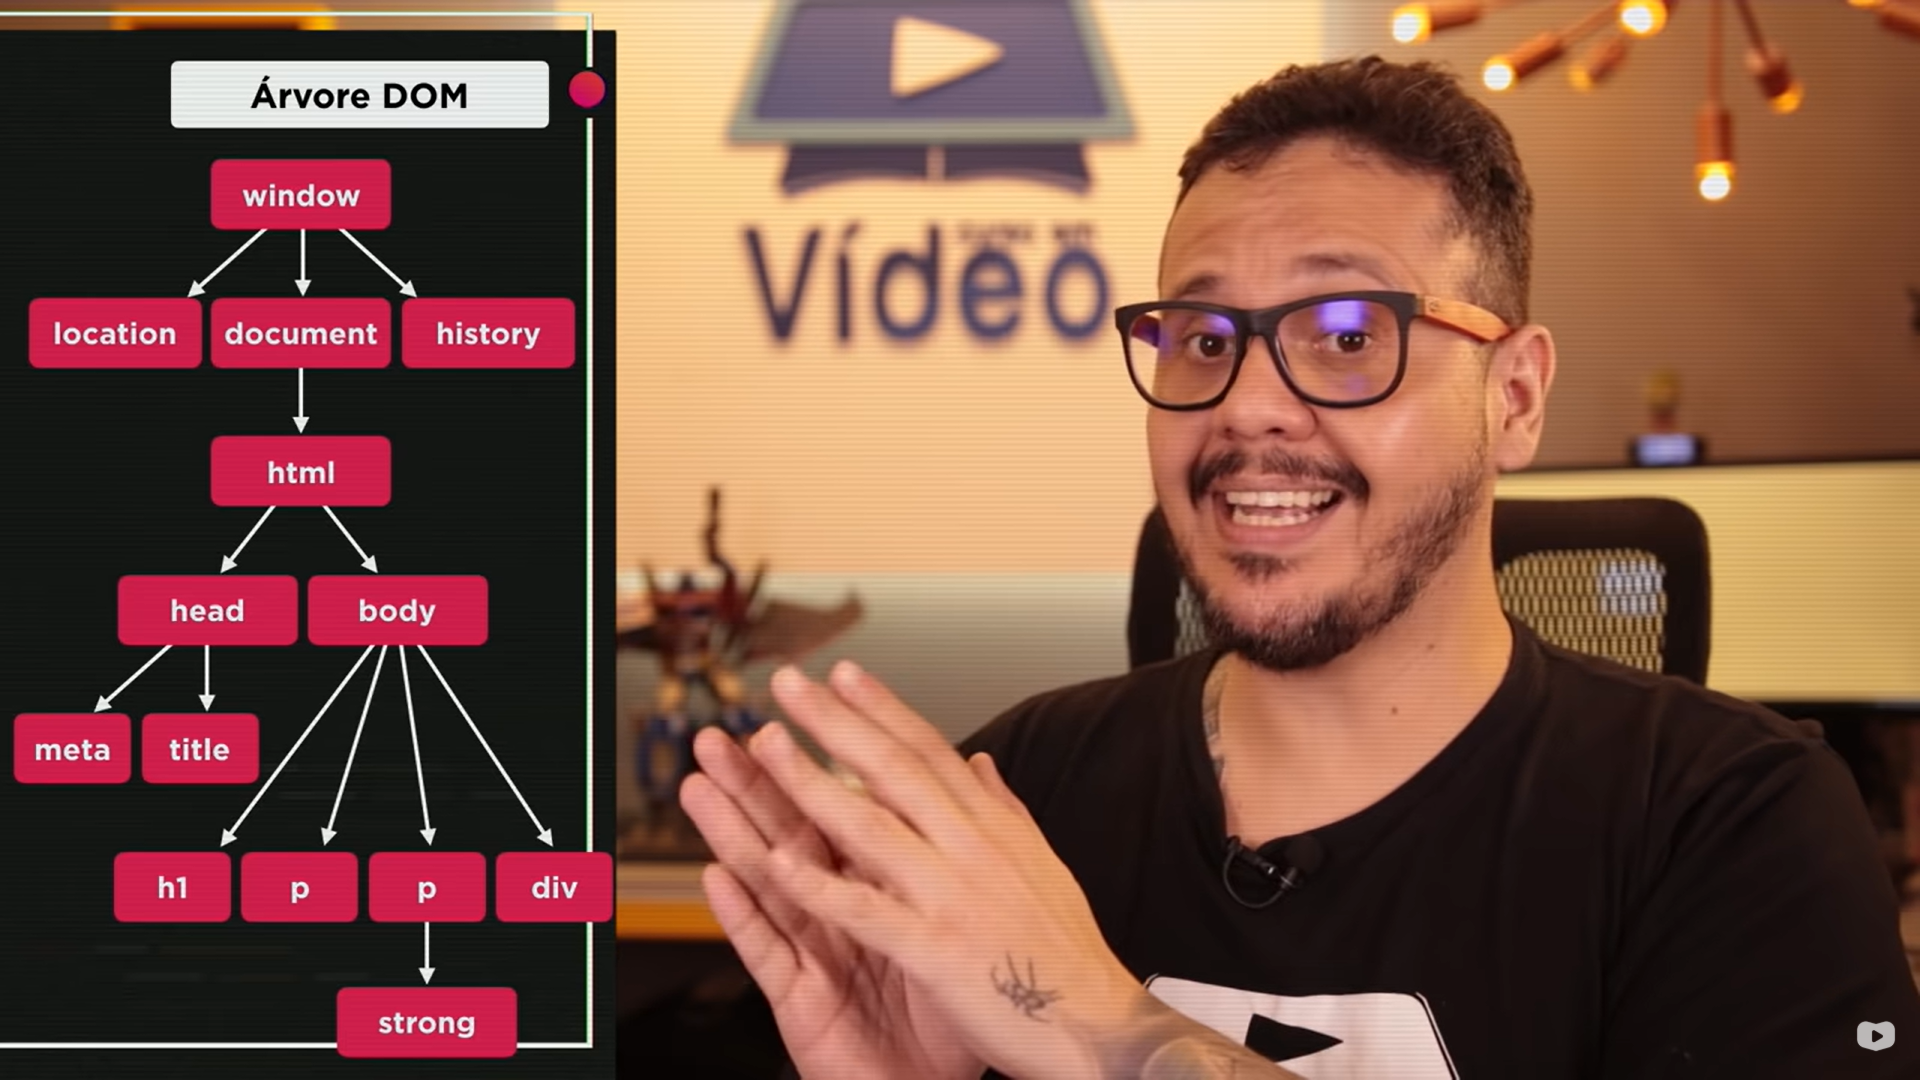 Árvore DOM
window
location document history
html
head body
meta title
h1 p p div
strong
Vídeo